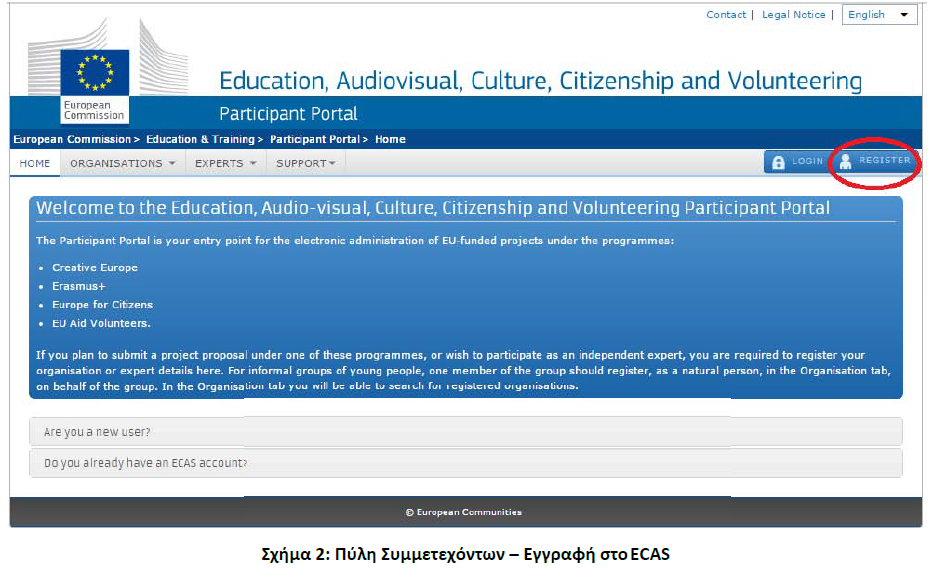 Contact | Legal Notice | English
Education, Audiovisual, Culture, Citizenship and Volunteering
European
Commission
Participant Portal
European Commission > Education & Training > Participant Portal > Home
HOME ORGANISATIONS EXPERTS SUPPORT LOGIN REGISTER
Welcome to the Education, Audio-visual, Culture, Citizenship and Volunteering Participant Portal
The Participant Portal is your entry point for the electronic administration of EU-funded projects under the programmes:
• Creative Europe
• Erasmus+
• Europe for Citizens
• EU Aid Volunteers.
If you plan to submit a project proposal under one of these programmes, or wish to participate as an independent expert, you are required to register your
organisation or expert details here. For informal groups of young people, one member of the group should register, as a natural person, in the Organisation tab,
on behalf of the group. In the Organisation tab you will be able to search for registered organisations.
Are you a new user?
Do you already have an ECAS account?
© European Communities
Σχήμα 2: Πύλη Συμμετεχόντων – Εγγραφή στο ECAS